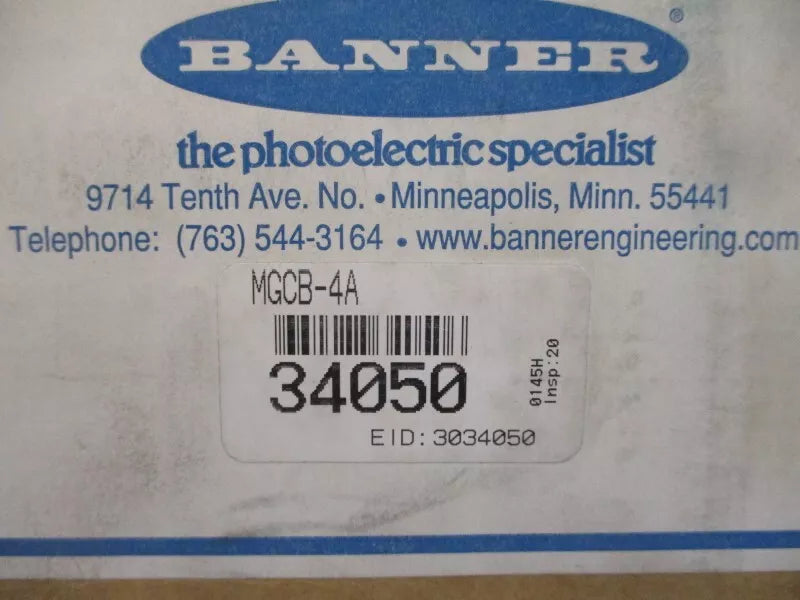 BANNER®
the photoelectric specialist
9714 Tenth Ave. No. • Minneapolis, Minn. 55441
Telephone: (763) 544-3164 • www.bannerengineering.com
MGCB-4A
34050
EID: 3034050
0145H
Insp:20